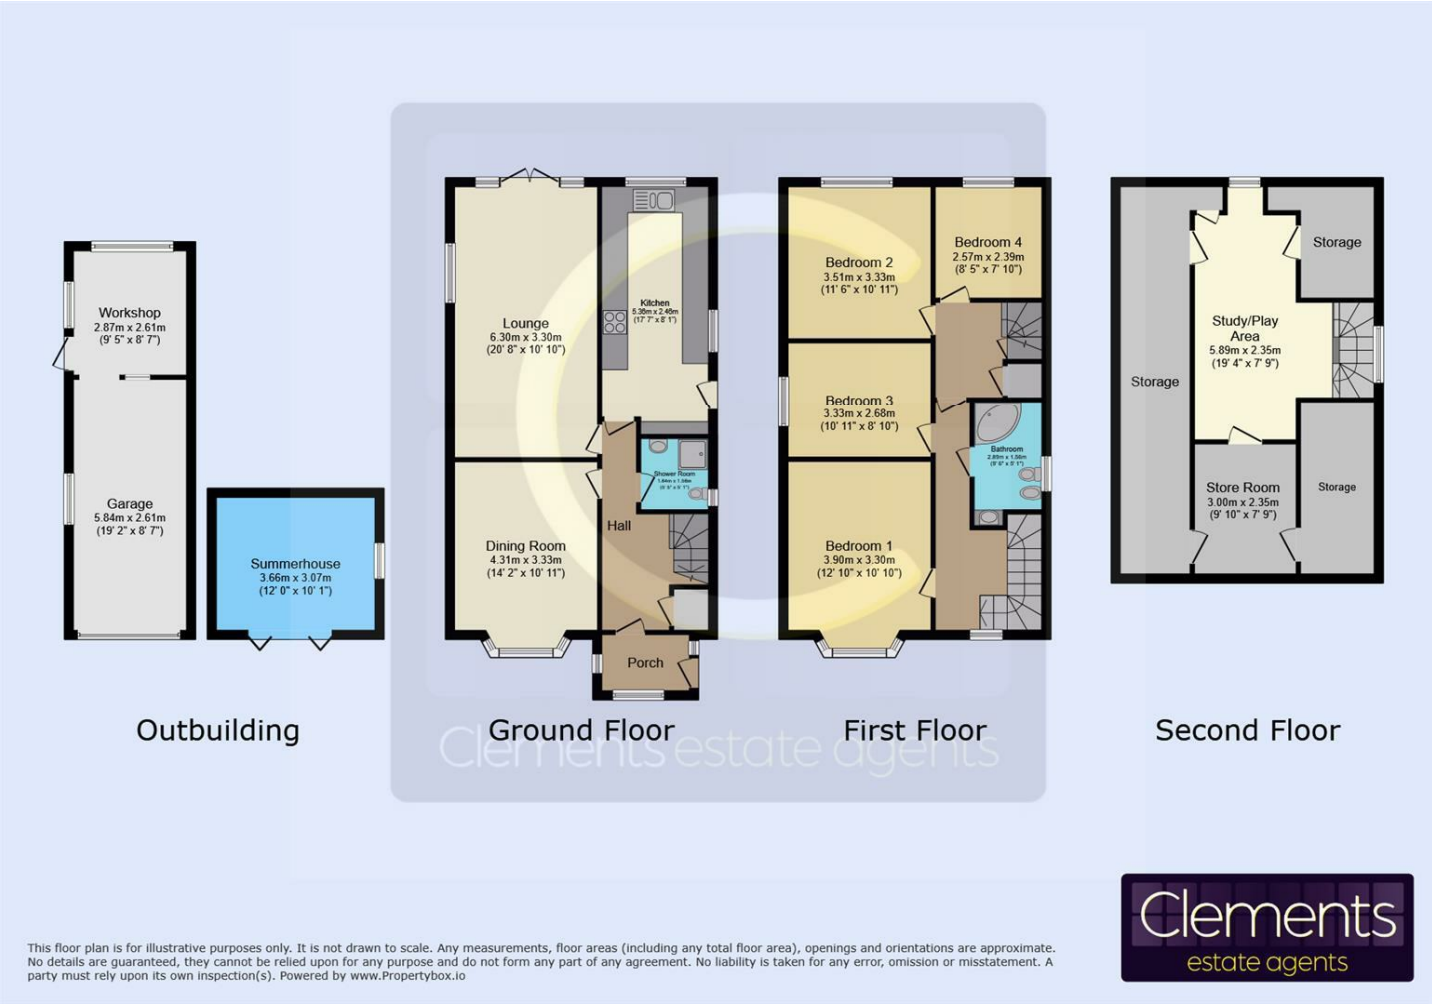 Workshop
2.87m x 2.61m
(9' 5" x 8' 7")
Garage
5.84m x 2.61m
(19' 2" x 8' 7")
Summerhouse
3.66m x 3.07m
(12' 0" x 10' 1")
Outbuilding
Lounge
6.30m x 3.30m
(20' 8" x 10' 10")
Kitchen
5.36m x 2.46m
(17' 7" x 8' 1")
Shower Room
Dining Room
4.31m x 3.33m
(14' 2" x 10' 11")
Hall
Porch
Ground Floor
Bedroom 2
3.51m x 3.33m
(11' 6" x 10' 11")
Bedroom 4
2.57m x 2.39m
(8' 5" x 7' 10")
Bedroom 3
3.33m x 2.68m
(10' 11" x 8' 10")
Bathroom
Bedroom 1
3.90m x 3.30m
(12' 10" x 10' 10")
First Floor
Storage
Storage
Study/Play
Area
5.89m x 2.35m
(19' 4" x 7' 9")
Store Room
3.00m x 2.35m
(9' 10" x 7' 9")
Storage
Second Floor
Clements estate agents
Clements
estate agents
This floor plan is for illustrative purposes only. It is not drawn to scale. Any measurements, floor areas (including any total floor area), openings and orientations are approximate.
No details are guaranteed, they cannot be relied upon for any purpose and do not form any part of any agreement. No liability is taken for any error, omission or misstatement. A
party must rely upon its own inspection(s). Powered by www.Propertybox.io